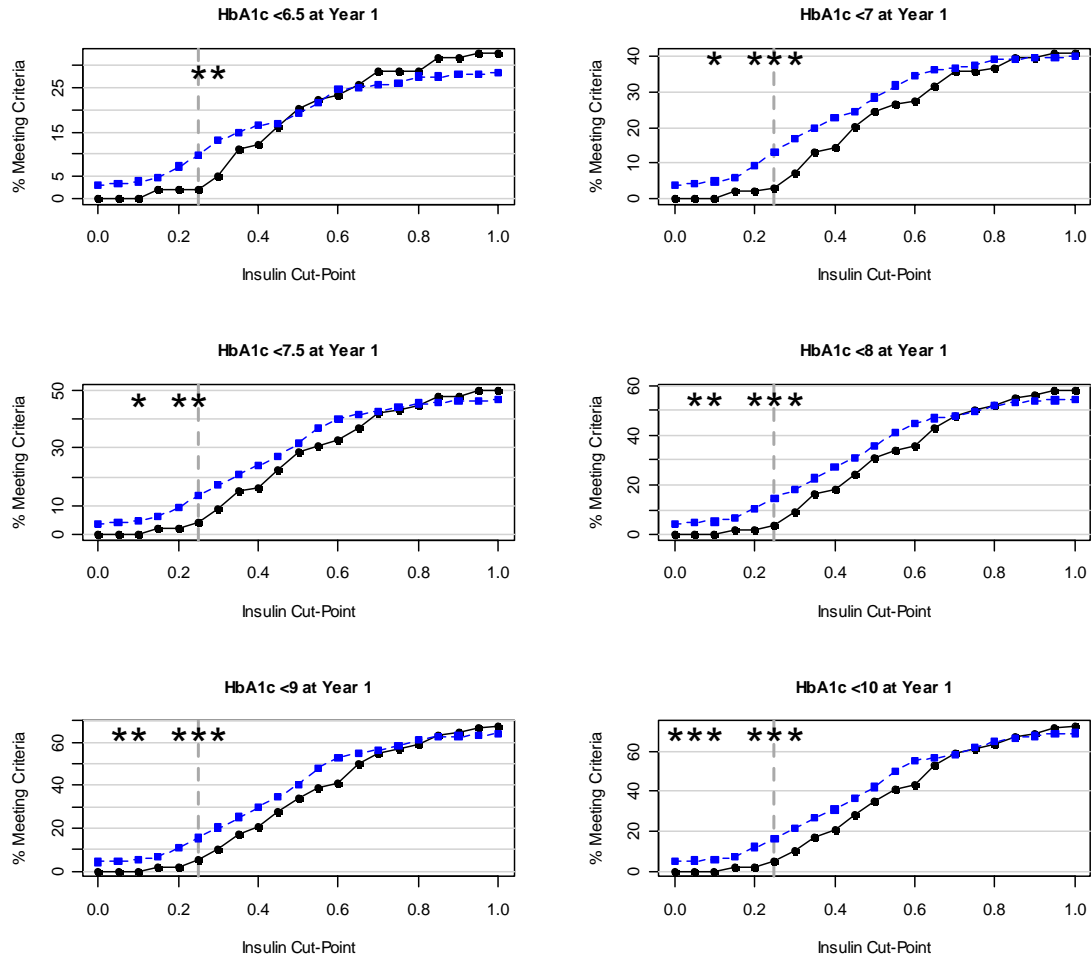 HbA1c <6.5 at Year 1
% Meeting Criteria
0 5 15 25
**
0.0 0.2 0.4 0.6 0.8 1.0
Insulin Cut-Point
HbA1c <7 at Year 1
% Meeting Criteria
0 10 20 30 40
* ***
0.0 0.2 0.4 0.6 0.8 1.0
Insulin Cut-Point
HbA1c <7.5 at Year 1
% Meeting Criteria
0 10 30 50
* **
0.0 0.2 0.4 0.6 0.8 1.0
Insulin Cut-Point
HbA1c <8 at Year 1
% Meeting Criteria
0 20 40 60
** ***
0.0 0.2 0.4 0.6 0.8 1.0
Insulin Cut-Point
HbA1c <9 at Year 1
% Meeting Criteria
0 20 40 60
** ***
0.0 0.2 0.4 0.6 0.8 1.0
Insulin Cut-Point
HbA1c <10 at Year 1
% Meeting Criteria
0 20 40 60
*** ***
0.0 0.2 0.4 0.6 0.8 1.0
Insulin Cut-Point